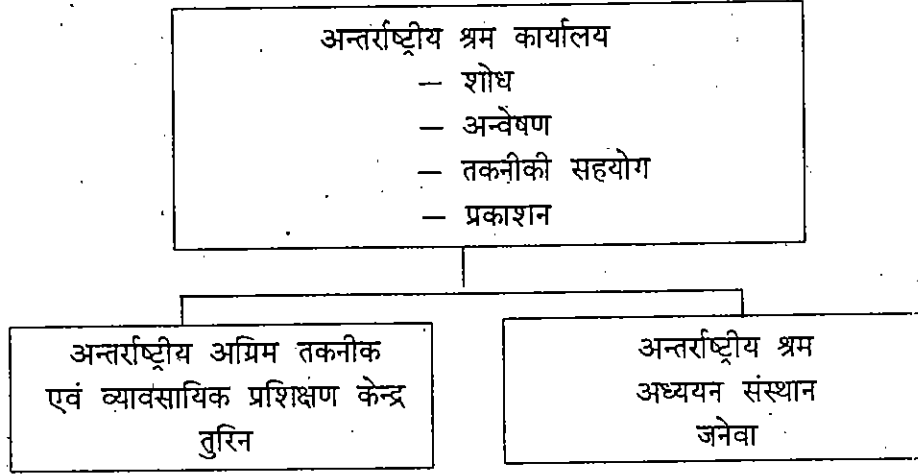 अन्तर्राष्ट्रीय श्रम कार्यालय
— शोध
— अन्वेषण
— तकनीकी सहयोग
— प्रकाशन
अन्तर्राष्ट्रीय अग्रिम तकनीक
एवं व्यावसायिक प्रशिक्षण केन्द्र
तुरिन
अन्तर्राष्ट्रीय श्रम
अध्ययन संस्थान
जनेवा